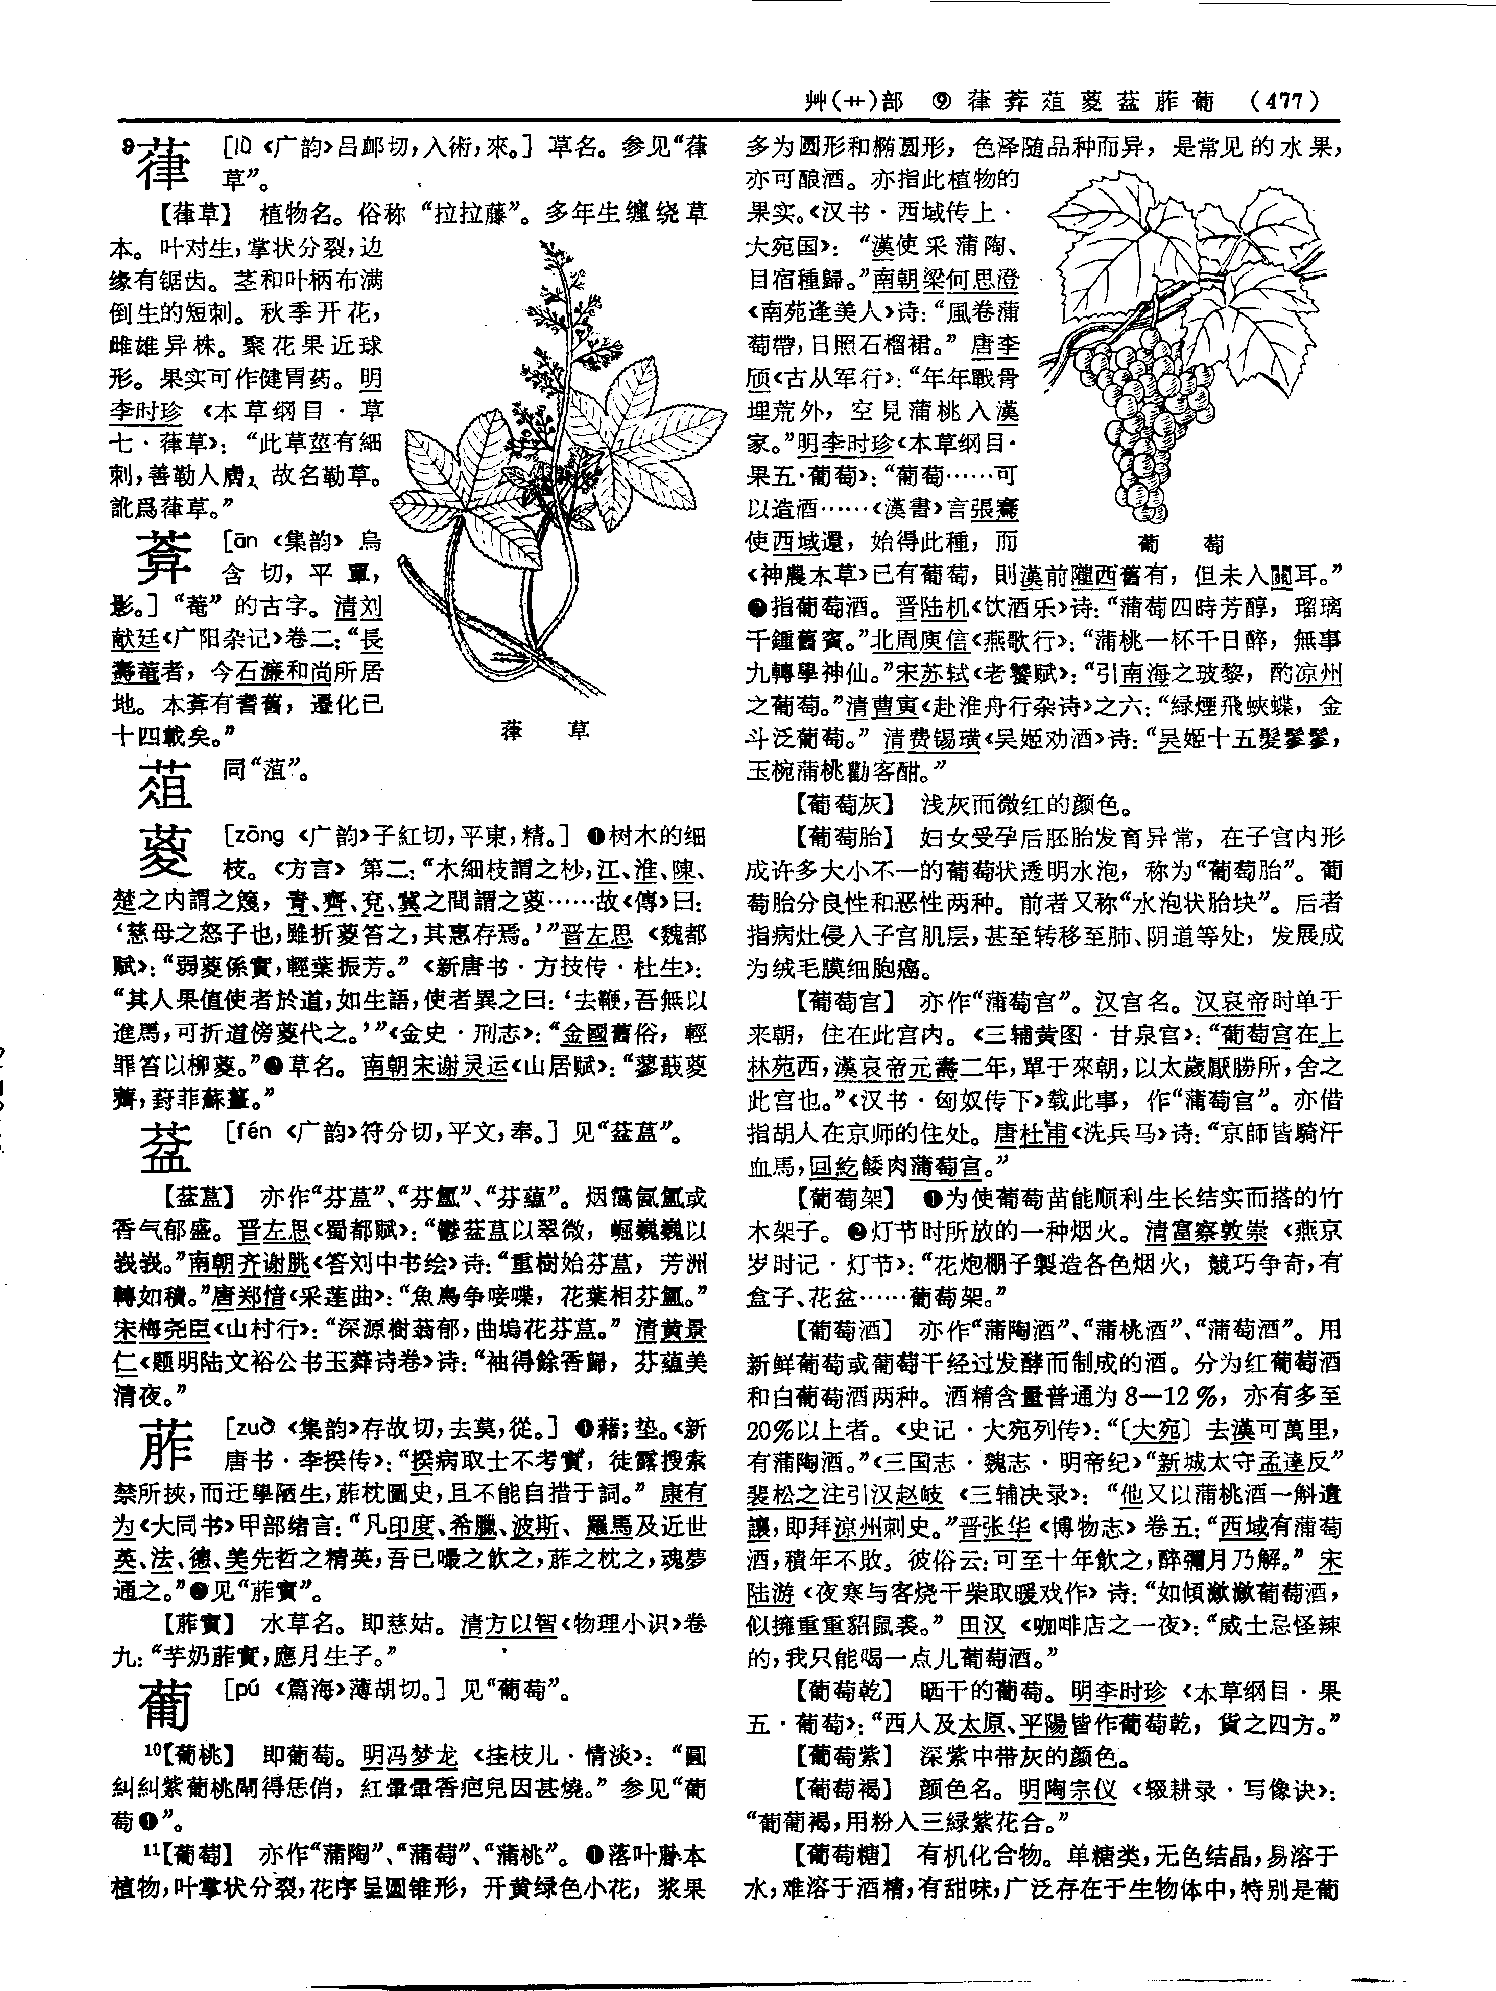 艸(艹)部 ⑨ 葎葊葅葼葐葄葡 (477)
9葎 [lǜ 《广韵》吕䘏切，入術，來。] 草名。参见“葎
草”。
【葎草】 植物名。俗称“拉拉藤”。多年生缠绕草
本。叶对生，掌状分裂，边
缘有锯齿。茎和叶柄布满
倒生的短刺。秋季开花，
雌雄异株。聚花果近球
形。果实可作健胃药。明
李时珍《本草纲目·草
七·葎草》：“此草莖有細
刺，善勒人膚，故名勒草。
訛爲葎草。”
葎 草
葊 [ān 《集韵》烏
含切，平覃，
影。]“菴”的古字。清刘
献廷《广阳杂记》卷二：“長
壽菴者，今石濂和尚所居
地。本葊有耆舊，遷化已
十四載矣。”
葅 同“菹”。
葼 [zōng 《广韵》子紅切，平東，精。] ❶树木的细
枝。《方言》第二：“木細枝謂之杪，江、淮、陳、
楚之内謂之篾，青、齊、兗、冀之間謂之葼……故《傳》曰：
‘慈母之怒子也，雖折葼笞之，其惠存焉。’”晋左思《魏都
赋》：“弱葼係實，輕葉振芳。”《新唐书·方技传·杜生》：
“其人果值使者於道，如生語，使者異之曰：‘去鞭，吾無以
進馬，可折道傍葼代之。’”《金史·刑志》：“金國舊俗，輕
罪笞以柳葼。”❷草名。南朝宋谢灵运《山居赋》：“蓼蕺葼
薺，葑菲蘇薑。”
葐 [fén 《广韵》符分切，平文，奉。] 见“葐蒀”。
【葐蒀】 亦作“芬蒀”、“芬氲”、“芬蕴”。烟霭氤氲或
香气郁盛。晋左思《蜀都赋》：“鬱葐蒀以翠微，崛巍巍以
峩峩。”南朝齐谢朓《答刘中书绘》诗：“重樹始芬蒀，芳洲
轉如積。”唐郑愔《采莲曲》：“魚鳥争唼喋，花葉相芬氲。”
宋梅尧臣《山村行》：“深源樹蓊郁，曲塢花芬蒀。”清黄景
仁《题明陆文裕公书玉舜诗卷》诗：“袖得餘香歸，芬蕴美
清夜。”
葄 [zuò 《集韵》存故切，去莫，從。] ❶藉；垫。《新
唐书·李揆传》：“揆病取士不考實，徒露搜索
禁所挾，而迂學陋生，葄枕圖史，且不能自措于詞。”康有
为《大同书》甲部绪言：“凡印度、希臘、波斯、羅馬及近世
英、法、德、美先哲之精英，吾已嘬之飲之，葄之枕之，魂夢
通之。”❷见“葄實”。
【葄實】 水草名。即慈姑。清方以智《物理小识》卷
九：“芋奶葄實，應月生子。”
葡 [pú 《篇海》薄胡切。] 见“葡萄”。
10【葡桃】 即葡萄。明冯梦龙《挂枝儿·情淡》：“圓
糾糾紫葡桃鬭得恁俏，紅暈暈香疤兒因甚燒。”参见“葡
萄❶”。
11【葡萄】 亦作“蒲陶”、“蒲萄”、“蒲桃”。❶落叶藤本
植物，叶掌状分裂，花序呈圆锥形，开黄绿色小花，浆果
多为圆形和椭圆形，色泽随品种而异，是常见的水果，
亦可酿酒。亦指此植物的
果实。《汉书·西域传上·
大宛国》：“漢使采蒲陶、
目宿種歸。”南朝梁何思澄
《南苑逢美人》诗：“風卷蒲
萄帶，日照石榴裙。”唐李
颀《古从军行》：“年年戰骨
埋荒外，空見蒲桃入漢
家。”明李时珍《本草纲目·
果五·葡萄》：“葡萄……可
以造酒……《漢書》言張騫
使西域還，始得此種，而
葡 萄
《神農本草》已有葡萄，則漢前隴西舊有，但未入關耳。”
❷指葡萄酒。晋陆机《饮酒乐》诗：“蒲萄四時芳醇，瑠璃
千鍾舊賓。”北周庾信《燕歌行》：“蒲桃一杯千日醉，無事
九轉學神仙。”宋苏轼《老饕赋》：“引南海之玻黎，酌凉州
之葡萄。”清曹寅《赴淮舟行杂诗》之六：“緑煙飛蛺蝶，金
斗泛葡萄。”清费锡璜《吴姬劝酒》诗：“吴姬十五髮鬖鬖，
玉椀蒲桃勸客酣。”
【葡萄灰】 浅灰而微红的颜色。
【葡萄胎】 妇女受孕后胚胎发育异常，在子宫内形
成许多大小不一的葡萄状透明水泡，称为“葡萄胎”。葡
萄胎分良性和恶性两种。前者又称“水泡状胎块”。后者
指病灶侵入子宫肌层，甚至转移至肺、阴道等处，发展成
为绒毛膜细胞癌。
【葡萄宫】 亦作“蒲萄宫”。汉宫名。汉哀帝时单于
来朝，住在此宫内。《三辅黄图·甘泉宫》：“葡萄宫在上
林苑西，漢哀帝元壽二年，單于來朝，以太歲厭勝所，舍之
此宫也。”《汉书·匈奴传下》载此事，作“蒲萄宫”。亦借
指胡人在京师的住处。唐杜甫《洗兵马》诗：“京師皆騎汗
血馬，回紇餧肉蒲萄宫。”
【葡萄架】 ❶为使葡萄苗能顺利生长结实而搭的竹
木架子。❷灯节时所放的一种烟火。清富察敦崇《燕京
岁时记·灯节》：“花炮棚子製造各色烟火，競巧争奇，有
盒子、花盆……葡萄架。”
【葡萄酒】 亦作“蒲陶酒”、“蒲桃酒”、“蒲萄酒”。用
新鲜葡萄或葡萄干经过发酵而制成的酒。分为红葡萄酒
和白葡萄酒两种。酒精含量普通为8—12%，亦有多至
20%以上者。《史记·大宛列传》：“〔大宛〕去漢可萬里，
有蒲陶酒。”《三国志·魏志·明帝纪》“新城太守孟達反”
裴松之注引汉赵岐《三辅决录》：“他又以蒲桃酒一斛遺
讓，即拜凉州刺史。”晋张华《博物志》卷五：“西域有蒲萄
酒，積年不敗，彼俗云：可至十年飲之，醉彌月乃解。”宋
陆游《夜寒与客烧干柴取暖戏作》诗：“如傾潋潋葡萄酒，
似擁重重貂鼠裘。”田汉《咖啡店之一夜》：“威士忌怪辣
的，我只能喝一点儿葡萄酒。”
【葡萄乾】 晒干的葡萄。明李时珍《本草纲目·果
五·葡萄》：“西人及太原、平陽皆作葡萄乾，貨之四方。”
【葡萄紫】 深紫中带灰的颜色。
【葡萄褐】 颜色名。明陶宗仪《辍耕录·写像诀》：
“葡萄褐，用粉入三緑紫花合。”
【葡萄糖】 有机化合物。单糖类，无色结晶，易溶于
水，难溶于酒精，有甜味，广泛存在于生物体中，特别是葡